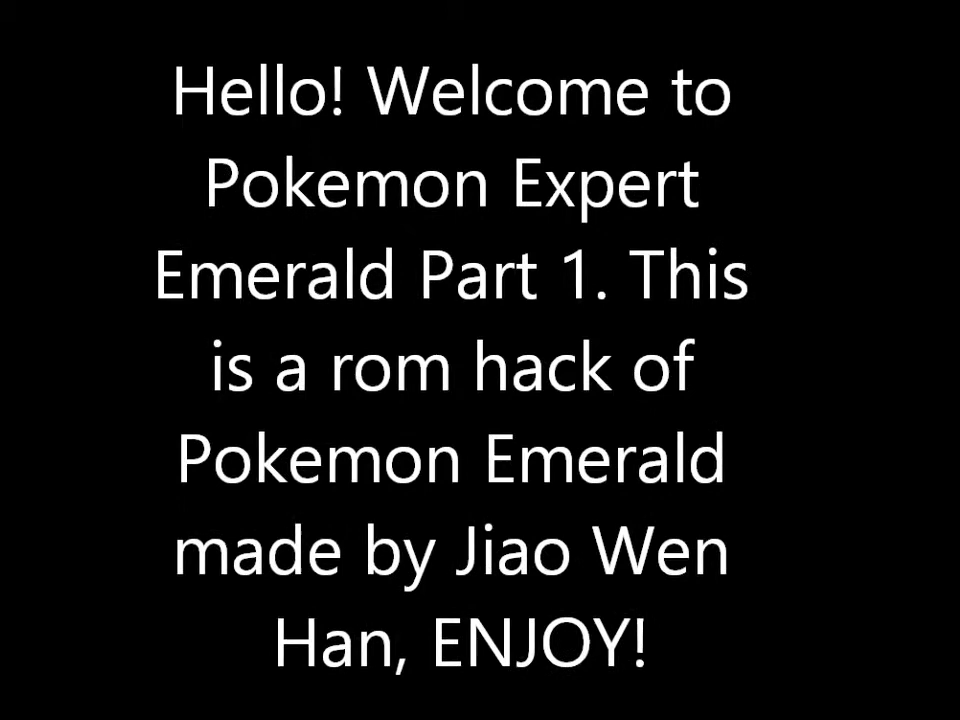 Hello! Welcome to
Pokemon Expert
Emerald Part 1. This
is a rom hack of
Pokemon Emerald
made by Jiao Wen
Han, ENJOY!